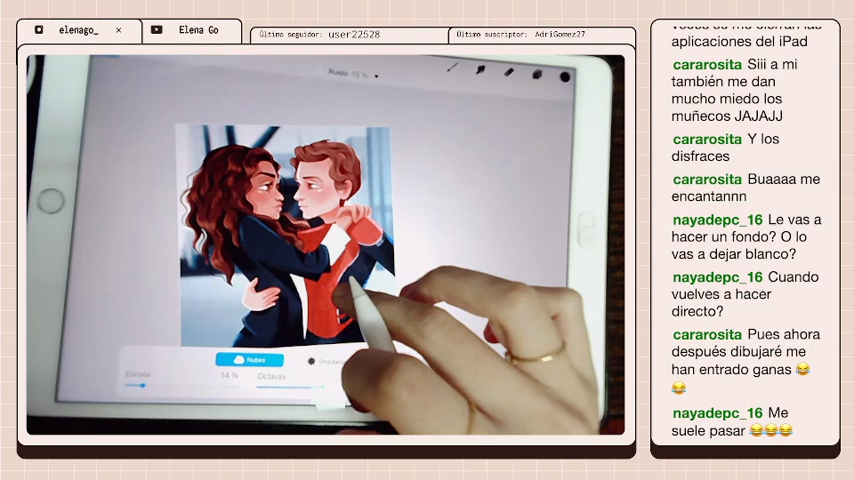 elenago_ × Elena Go
Último seguidor: user22528 Último suscriptor: AdriGomez27
Ruido 10 %
Nubes
Escala 14 % Octavas
aplicaciones del iPad
cararosita Siii a mi
también me dan
mucho miedo los
muñecos JAJAJJ
cararosita Y los
disfraces
cararosita Buaaaa me
encantannn
nayadepc_16 Le vas a
hacer un fondo? O lo
vas a dejar blanco?
nayadepc_16 Cuando
vuelves a hacer
directo?
cararosita Pues ahora
después dibujaré me
han entrado ganas 😂
😂
nayadepc_16 Me
suele pasar 😂😂😂